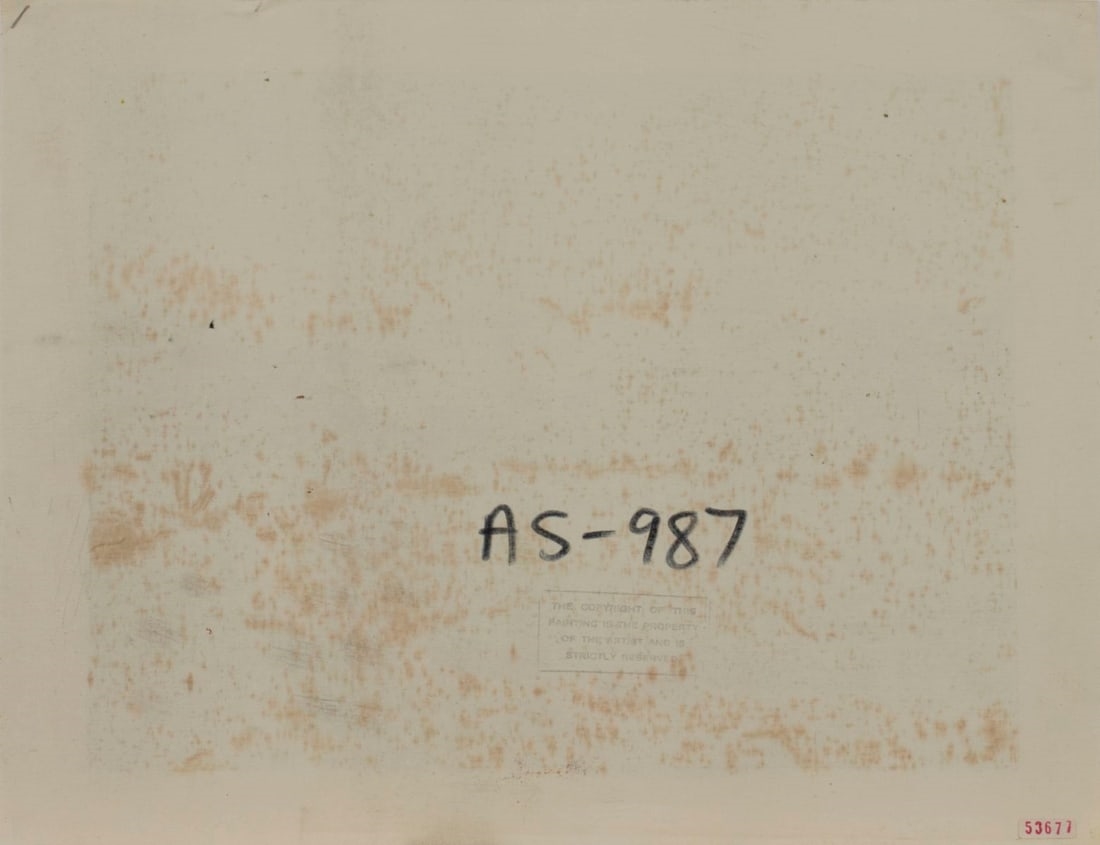 AS-987
THE COPYRIGHT OF THIS
PAINTING IS THE PROPERTY
OF THE ARTIST AND IS
STRICTLY RESERVED
53677